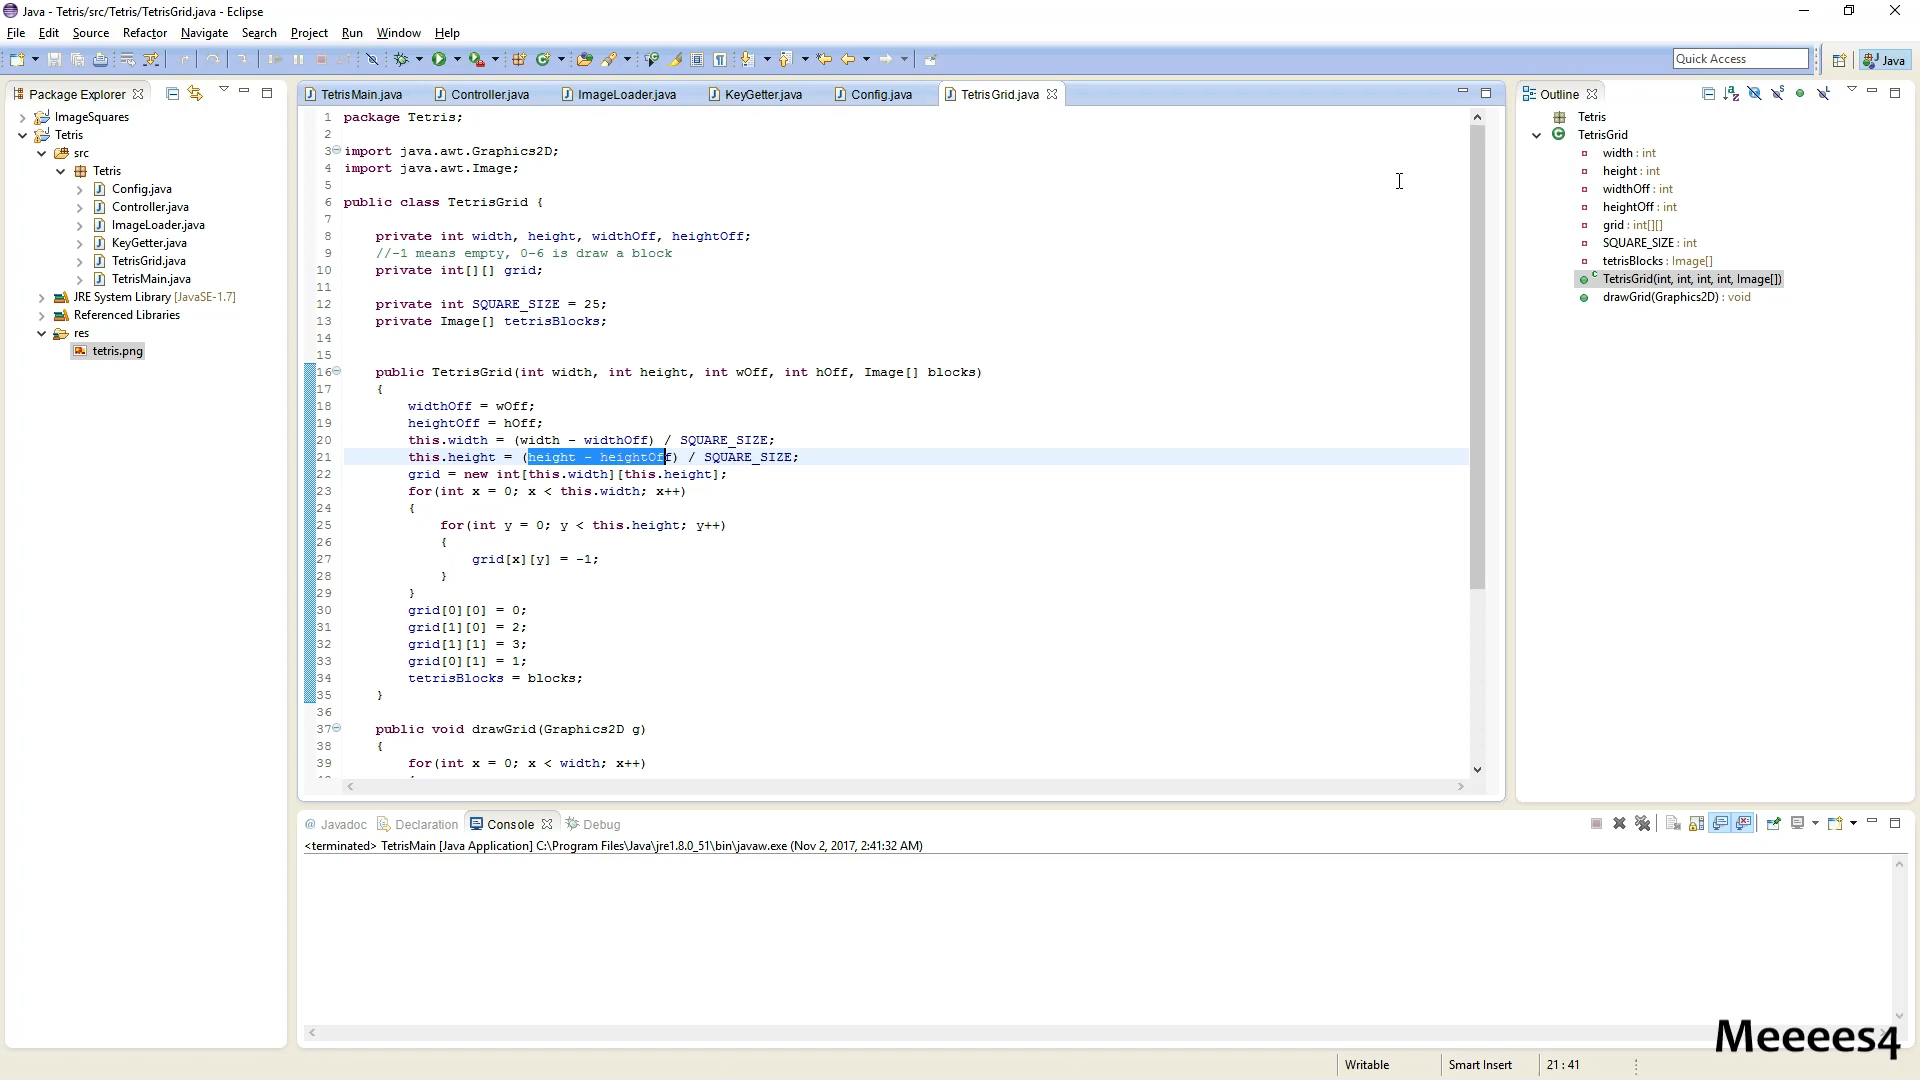 Java - Tetris/src/Tetris/TetrisGrid.java - Eclipse
File Edit Source Refactor Navigate Search Project Run Window Help
Quick Access
Java
Package Explorer
ImageSquares
Tetris
src
Tetris
Config.java
Controller.java
ImageLoader.java
KeyGetter.java
TetrisGrid.java
TetrisMain.java
JRE System Library [JavaSE-1.7]
Referenced Libraries
res
tetris.png
TetrisMain.java Controller.java ImageLoader.java KeyGetter.java Config.java TetrisGrid.java
1 package Tetris;
2
3 import java.awt.Graphics2D;
4 import java.awt.Image;
5
6 public class TetrisGrid {
7
8 private int width, height, widthOff, heightOff;
9 //-1 means empty, 0-6 is draw a block
10 private int[][] grid;
11
12 private int SQUARE_SIZE = 25;
13 private Image[] tetrisBlocks;
14
15
16 public TetrisGrid(int width, int height, int wOff, int hOff, Image[] blocks)
17 {
18 widthOff = wOff;
19 heightOff = hOff;
20 this.width = (width - widthOff) / SQUARE_SIZE;
21 this.height = (height - heightOff) / SQUARE_SIZE;
22 grid = new int[this.width][this.height];
23 for(int x = 0; x < this.width; x++)
24 {
25 for(int y = 0; y < this.height; y++)
26 {
27 grid[x][y] = -1;
28 }
29 }
30 grid[0][0] = 0;
31 grid[1][0] = 2;
32 grid[1][1] = 3;
33 grid[0][1] = 1;
34 tetrisBlocks = blocks;
35 }
36
37 public void drawGrid(Graphics2D g)
38 {
39 for(int x = 0; x < width; x++)
Outline
Tetris
TetrisGrid
width : int
height : int
widthOff : int
heightOff : int
grid : int[][]
SQUARE_SIZE : int
tetrisBlocks : Image[]
TetrisGrid(int, int, int, int, Image[])
drawGrid(Graphics2D) : void
@ Javadoc Declaration Console Debug
<terminated> TetrisMain [Java Application] C:\Program Files\Java\jre1.8.0_51\bin\javaw.exe (Nov 2, 2017, 2:41:32 AM)
Meeees4
Writable Smart Insert 21 : 41